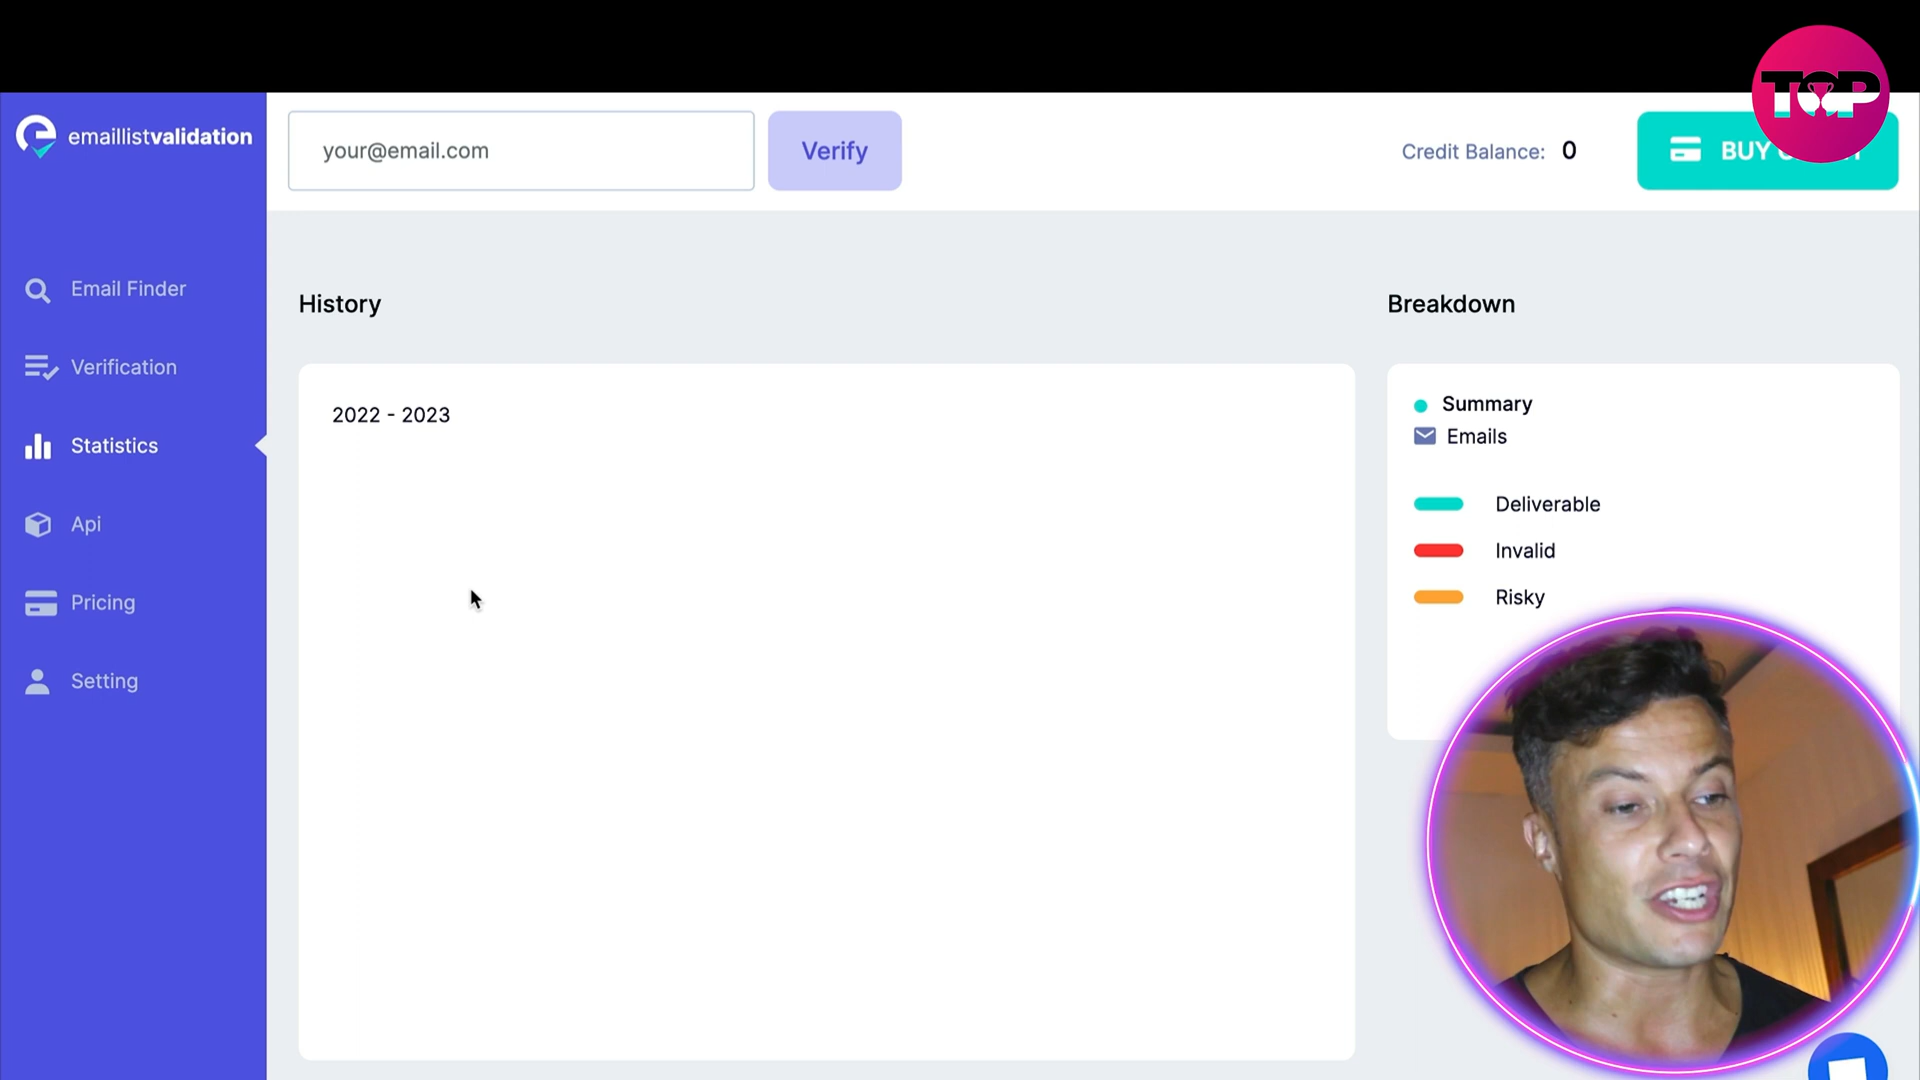 TOP
emaillistvalidation
your@email.com
Verify
Credit Balance: 0
BUY
Email Finder
Verification
Statistics
Api
Pricing
Setting
History
2022 - 2023
Breakdown
Summary
Emails
Deliverable
Invalid
Risky